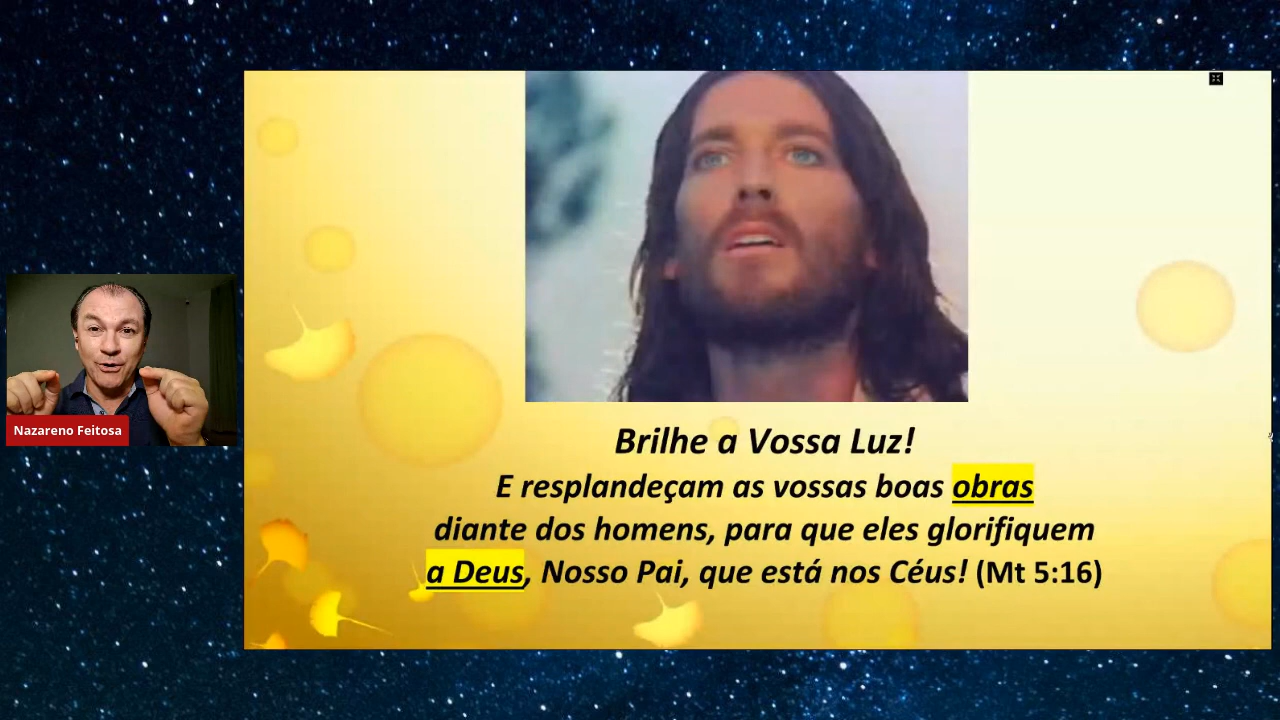 Nazareno Feitosa
Brilhe a Vossa Luz!
E resplandeçam as vossas boas obras
diante dos homens, para que eles glorifiquem
a Deus, Nosso Pai, que está nos Céus! (Mt 5:16)